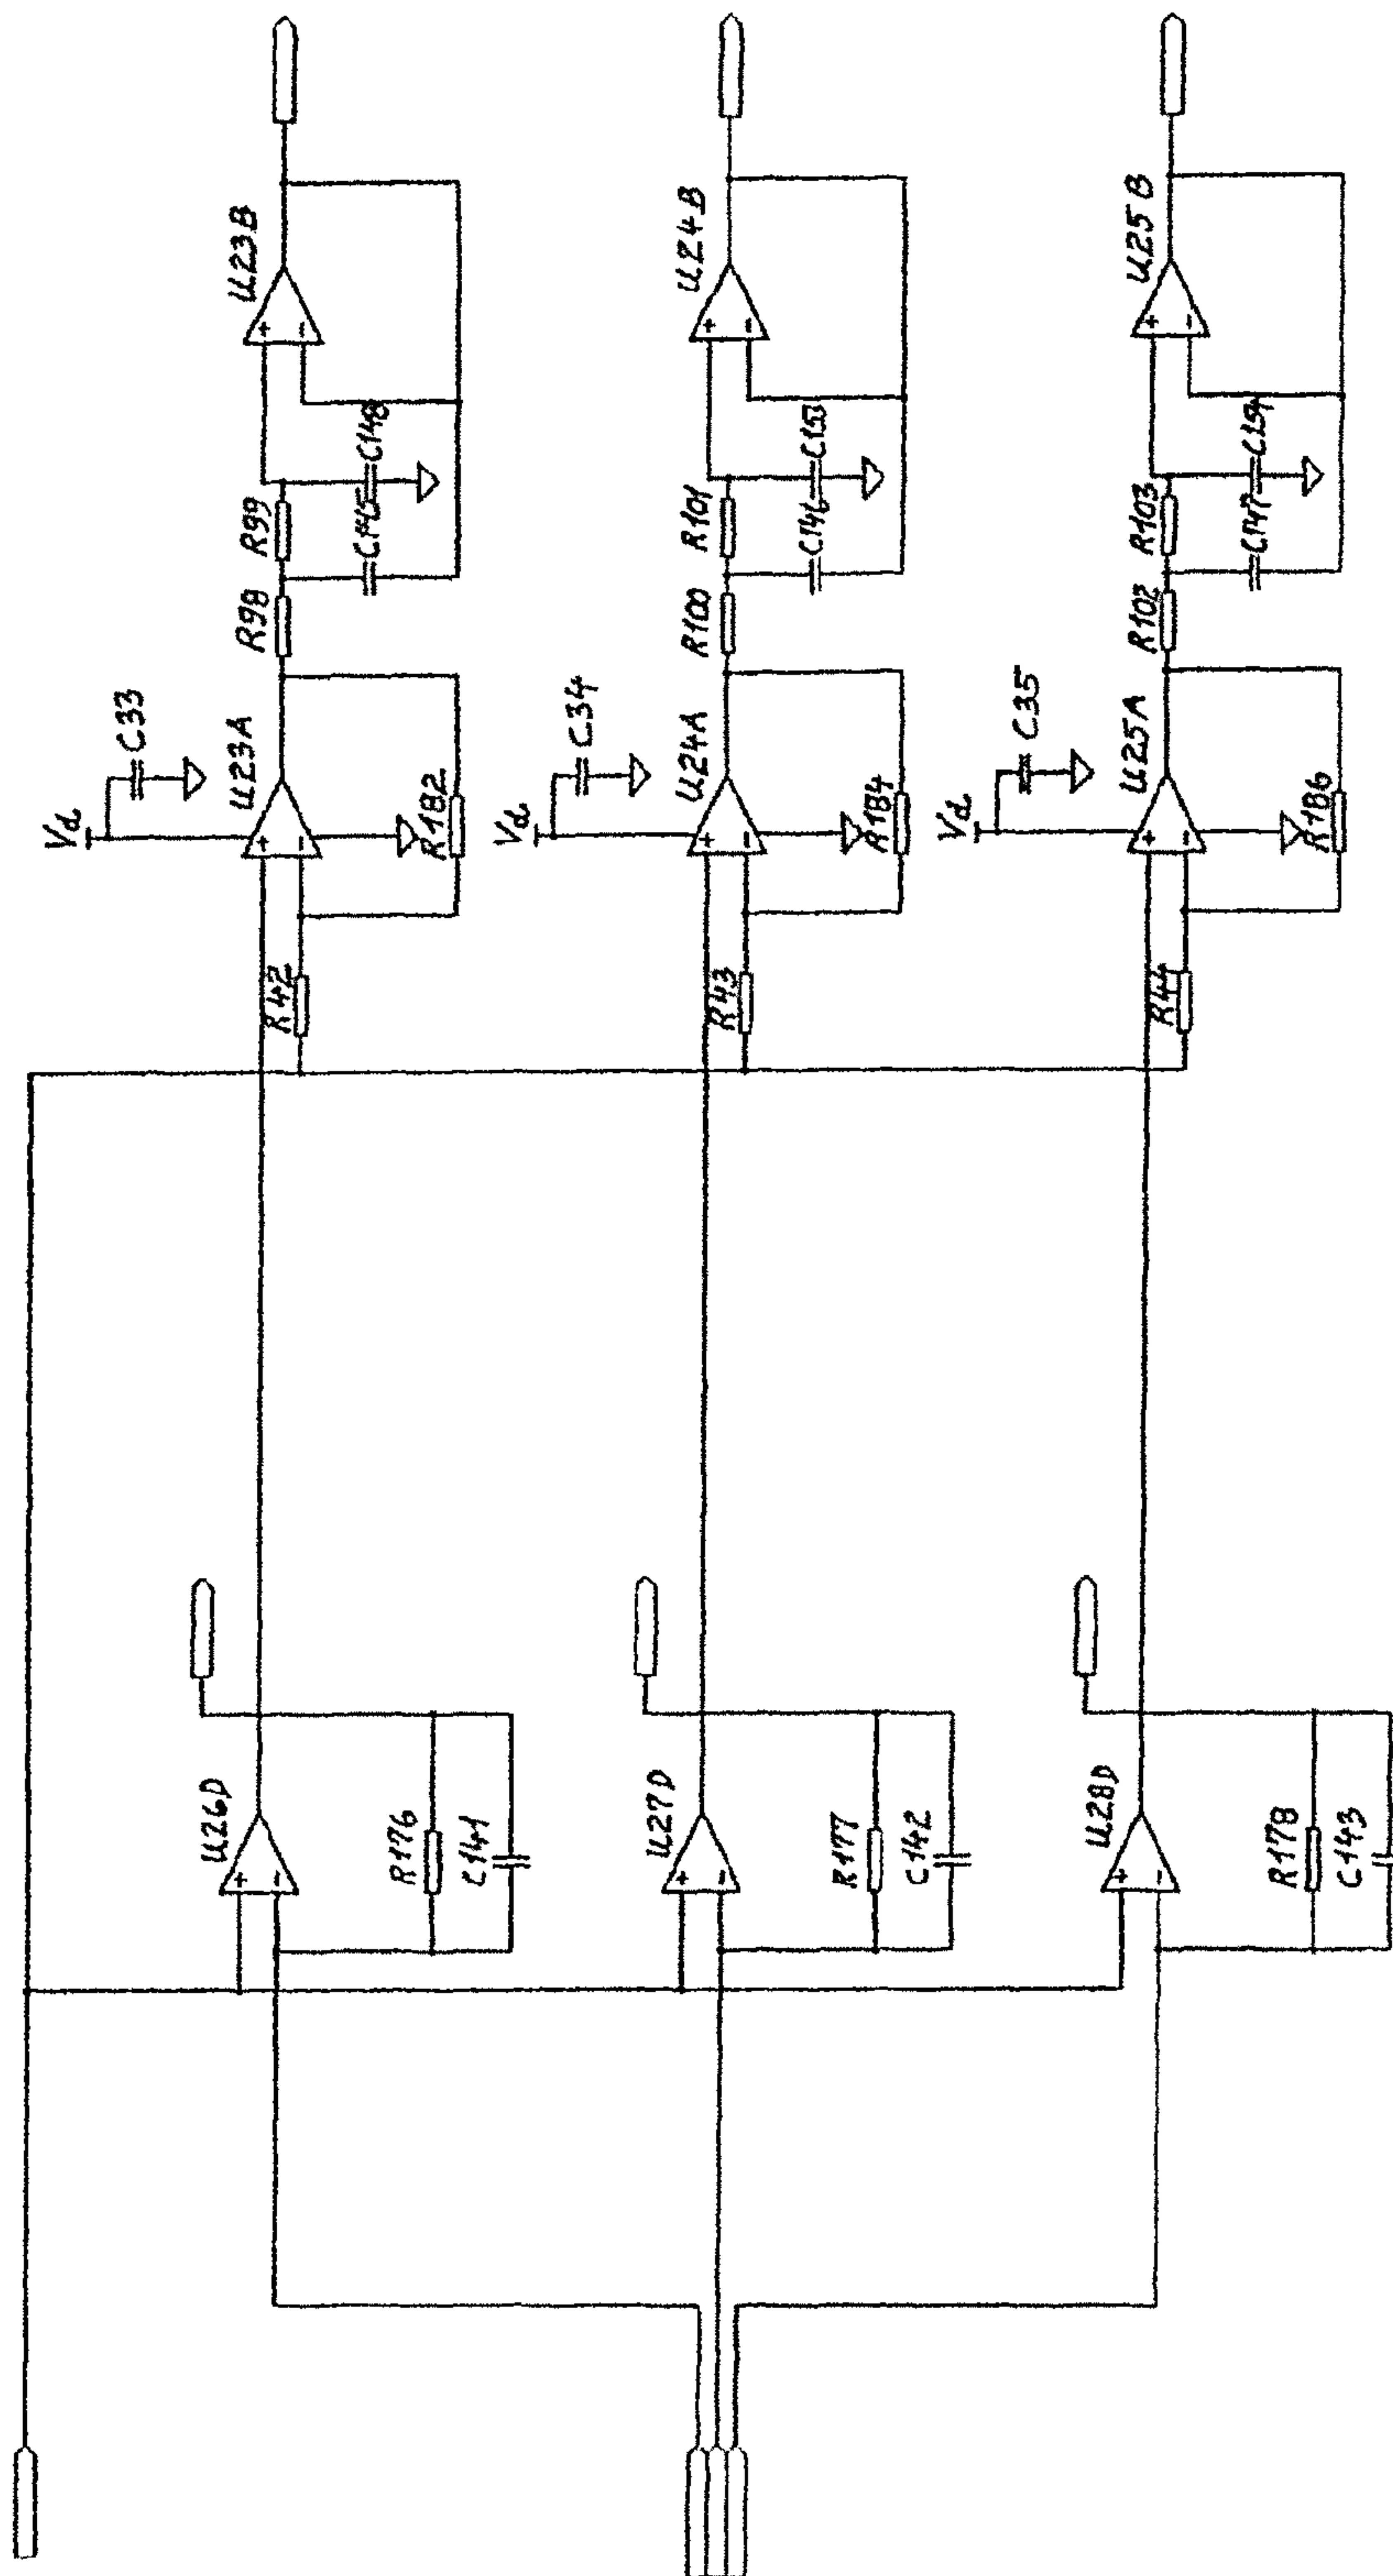 U23B
U24B
U25B
C148
C153
C154
R99
C145
R101
C146
R103
C147
R98
R100
R102
C33
C34
C35
U23A
U24A
U25A
Vd
R182
Vd
R184
Vd
R186
R42
R43
R44
U26D
R176
C141
U27D
R177
C142
U28D
R178
C143